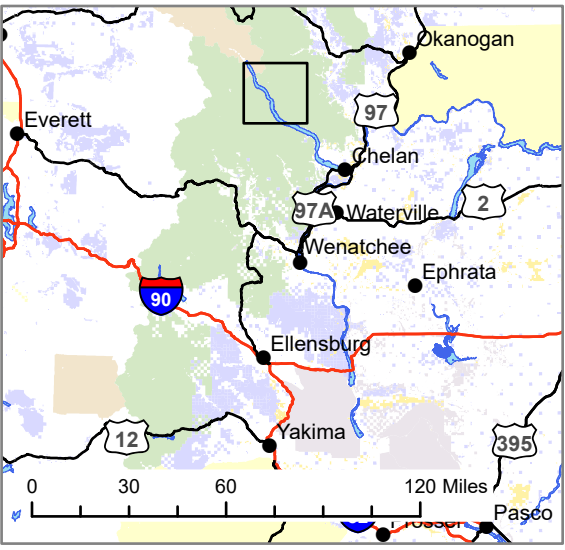 Okanogan
97
Everett
Chelan
97A
Waterville
2
Wenatchee
Ephrata
90
Ellensburg
12
Yakima
395
0 30 60 120 Miles
Pasco
Prosser